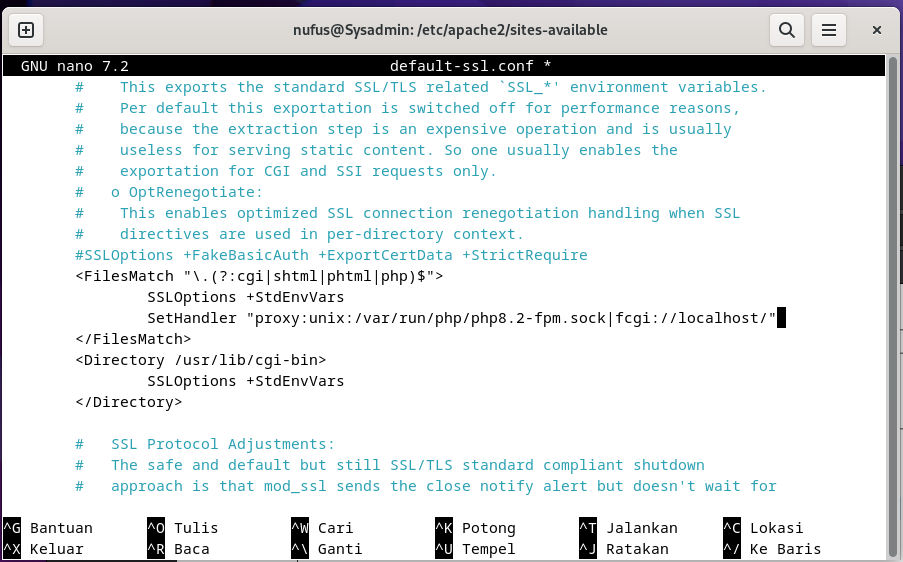 nufus@Sysadmin: /etc/apache2/sites-available
GNU nano 7.2 default-ssl.conf *
#    This exports the standard SSL/TLS related `SSL_*' environment variables.
#    Per default this exportation is switched off for performance reasons,
#    because the extraction step is an expensive operation and is usually
#    useless for serving static content. So one usually enables the
#    exportation for CGI and SSI requests only.
#   o OptRenegotiate:
#    This enables optimized SSL connection renegotiation handling when SSL
#    directives are used in per-directory context.
#SSLOptions +FakeBasicAuth +ExportCertData +StrictRequire
<FilesMatch "\.(?:cgi|shtml|phtml|php)$">
        SSLOptions +StdEnvVars
        SetHandler "proxy:unix:/var/run/php/php8.2-fpm.sock|fcgi://localhost/"
</FilesMatch>
<Directory /usr/lib/cgi-bin>
        SSLOptions +StdEnvVars
</Directory>
#   SSL Protocol Adjustments:
#   The safe and default but still SSL/TLS standard compliant shutdown
#   approach is that mod_ssl sends the close notify alert but doesn't wait for
^G Bantuan ^O Tulis ^W Cari ^K Potong ^T Jalankan ^C Lokasi
^X Keluar ^R Baca ^\ Ganti ^U Tempel ^J Ratakan ^/ Ke Baris